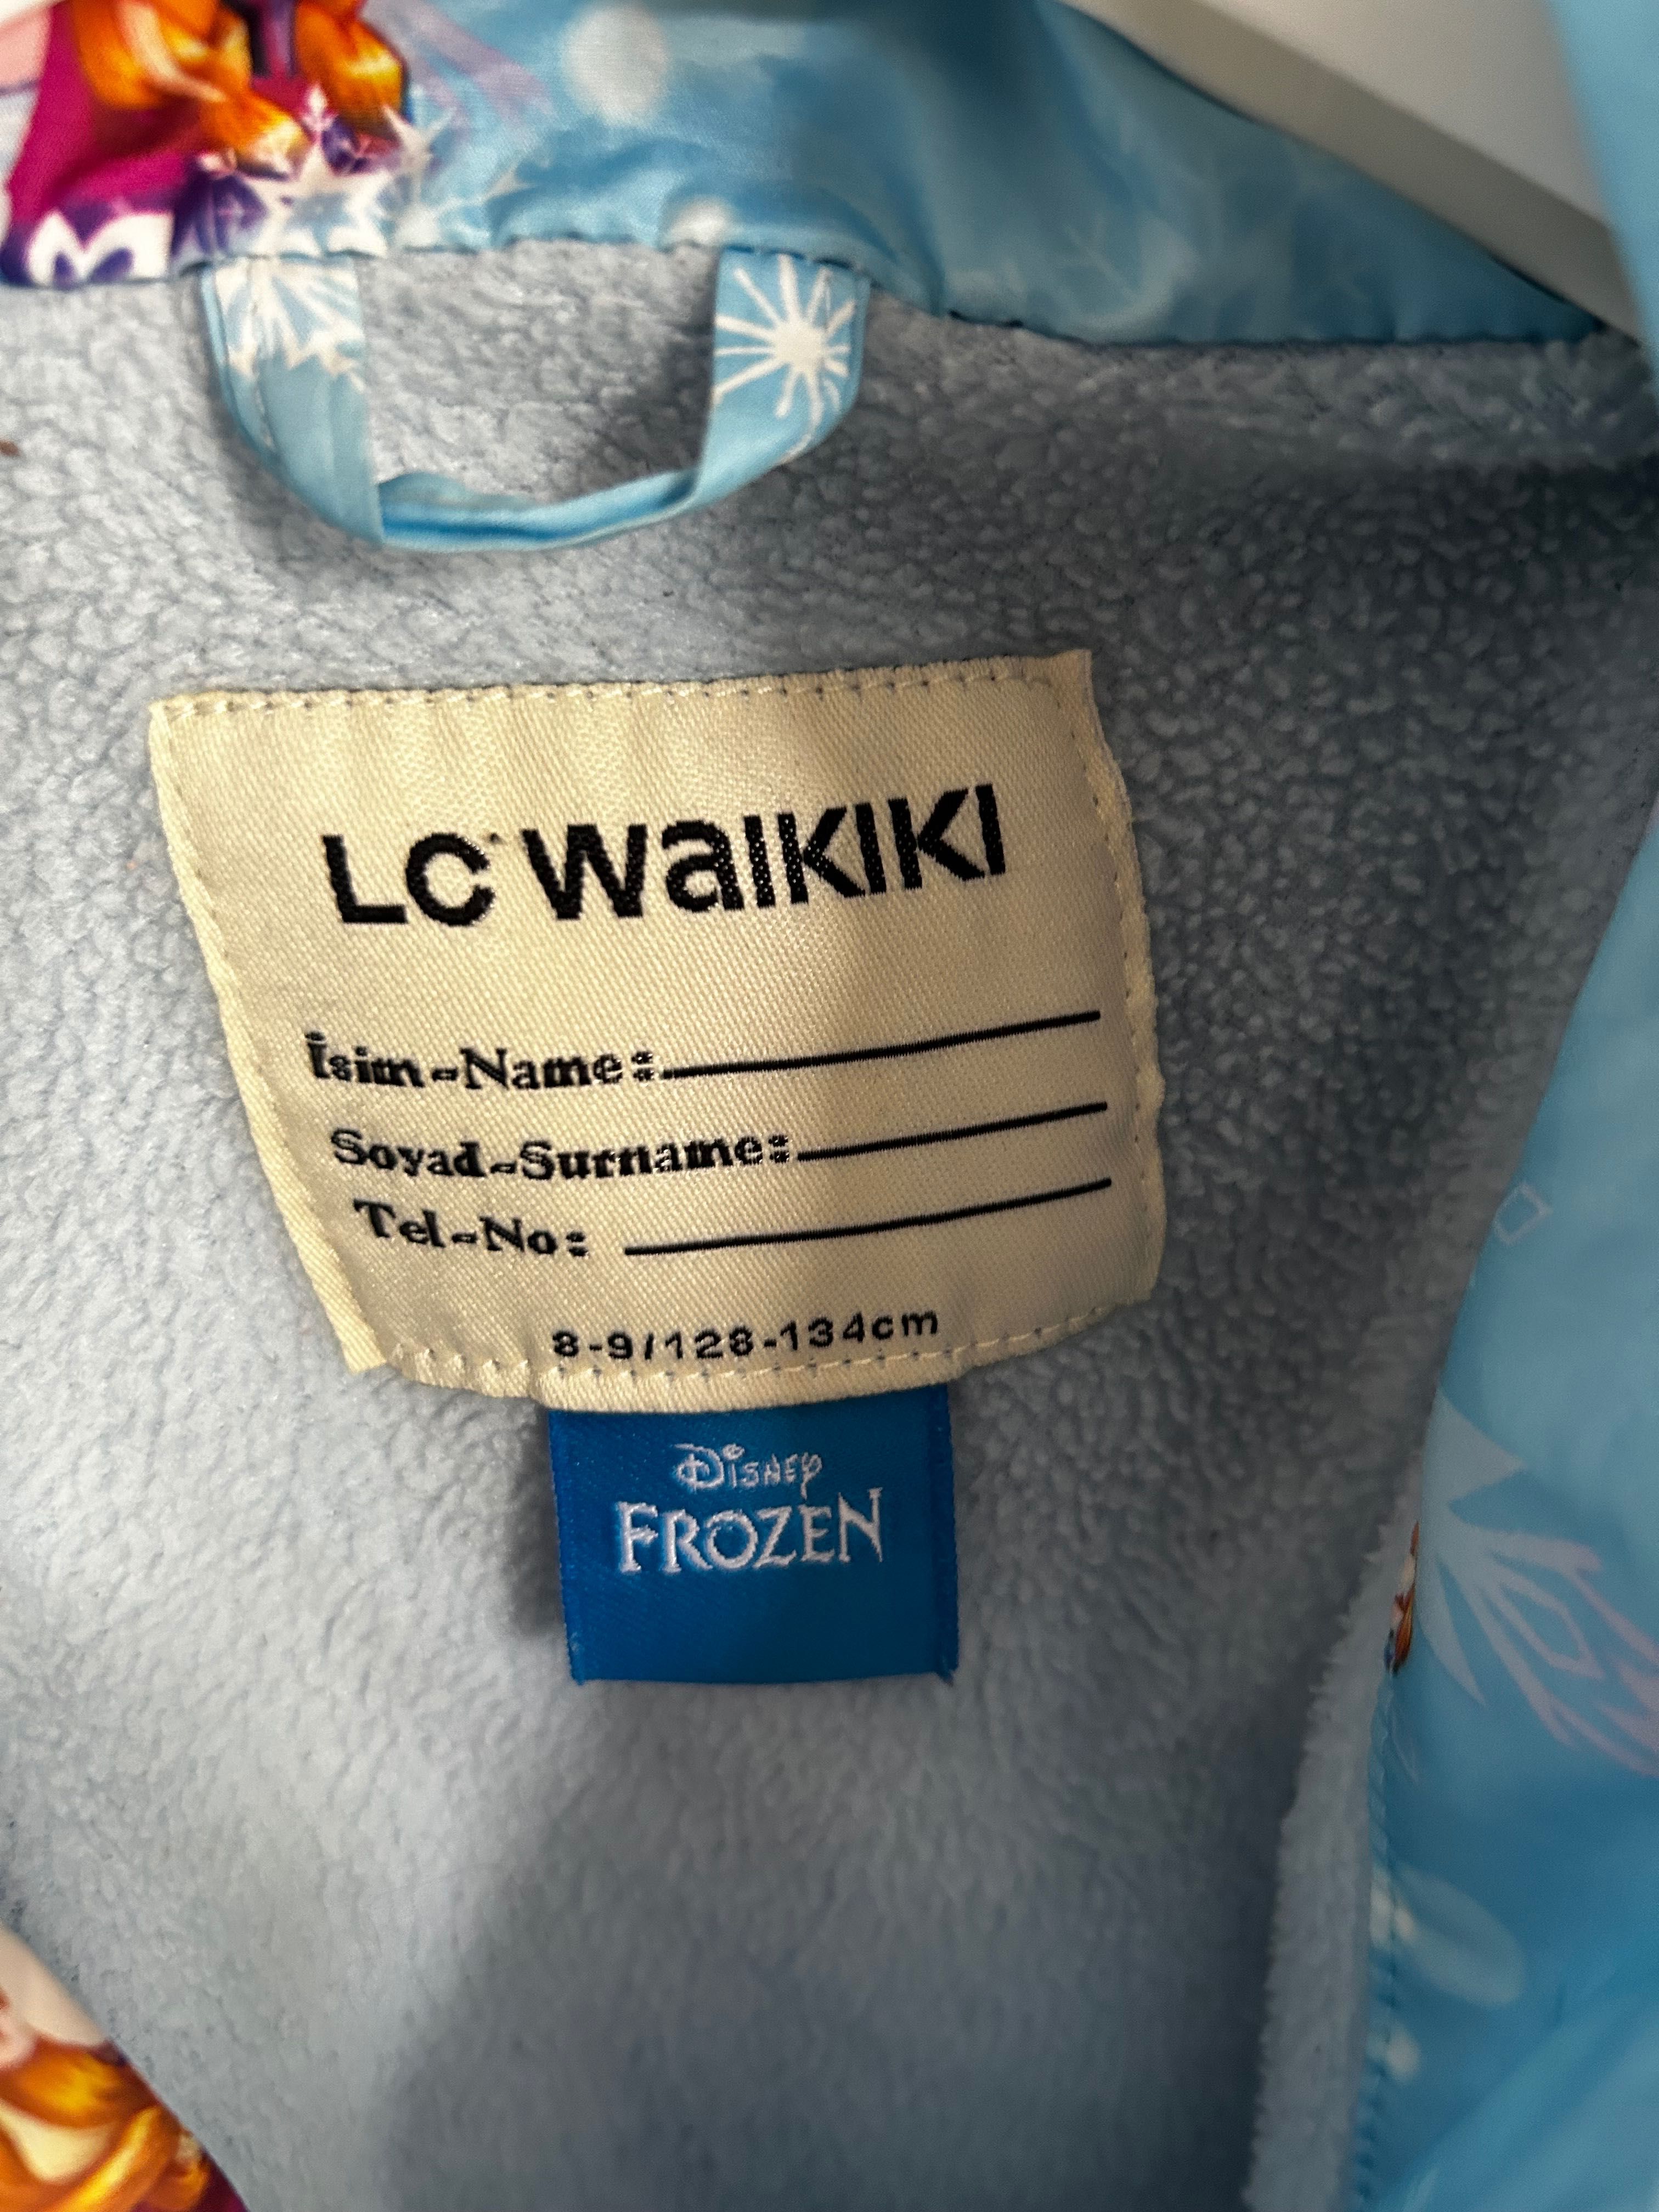 LC WAIKIKI
İsim-Name:
Soyad-Surname:
Tel-No:
8-9/128-134cm
Disney
FROZEN